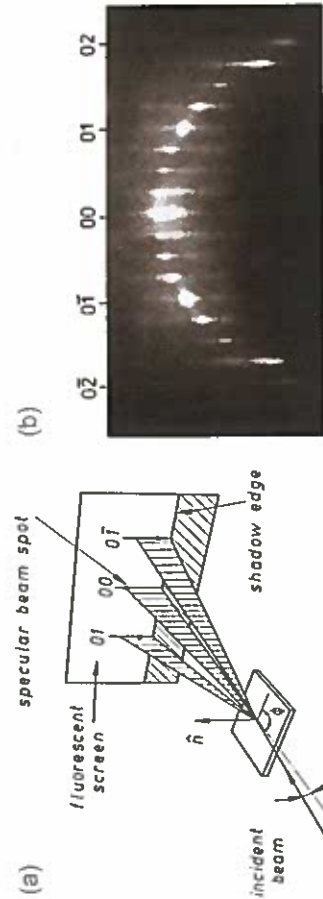 (a)
specular beam spot
fluorescent
screen
01
00
01̅
n̂
ϕ
shadow edge
incident
beam
(b)
02̅ 01̅ 00 01 02